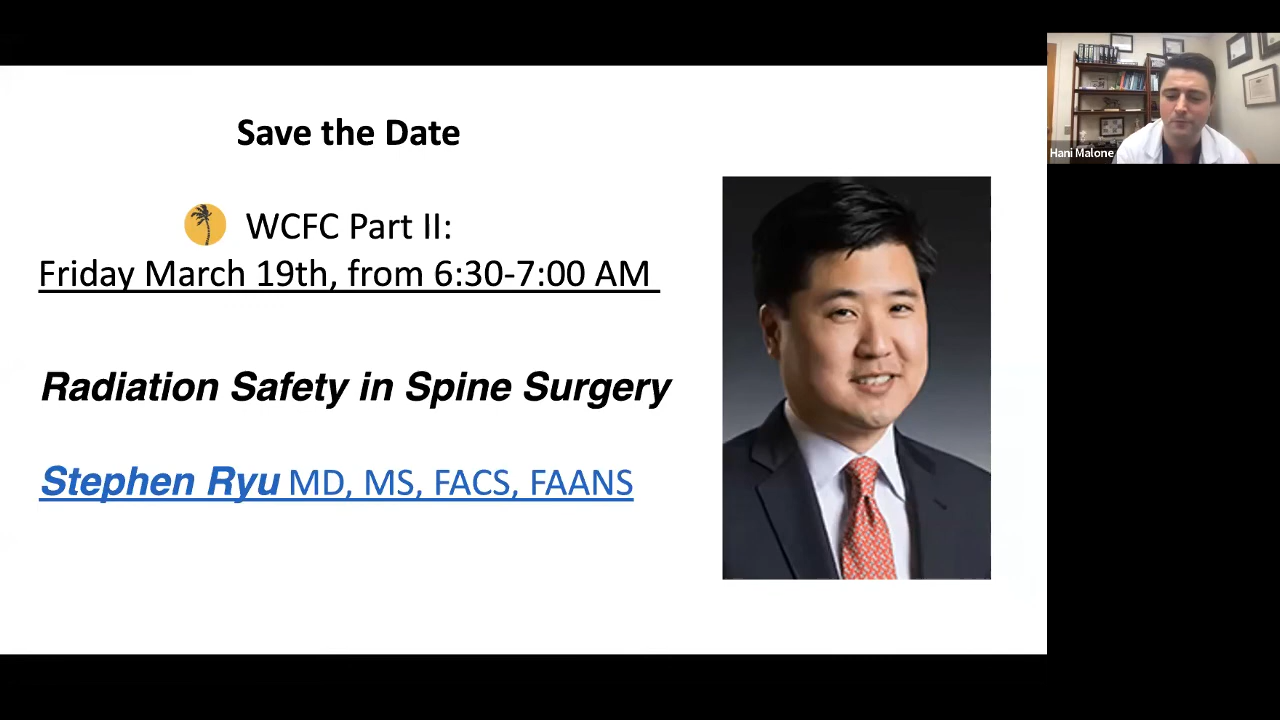 Save the Date
WCFC Part II:
Friday March 19th, from 6:30-7:00 AM
Radiation Safety in Spine Surgery
Stephen Ryu MD, MS, FACS, FAANS
Hani Malone